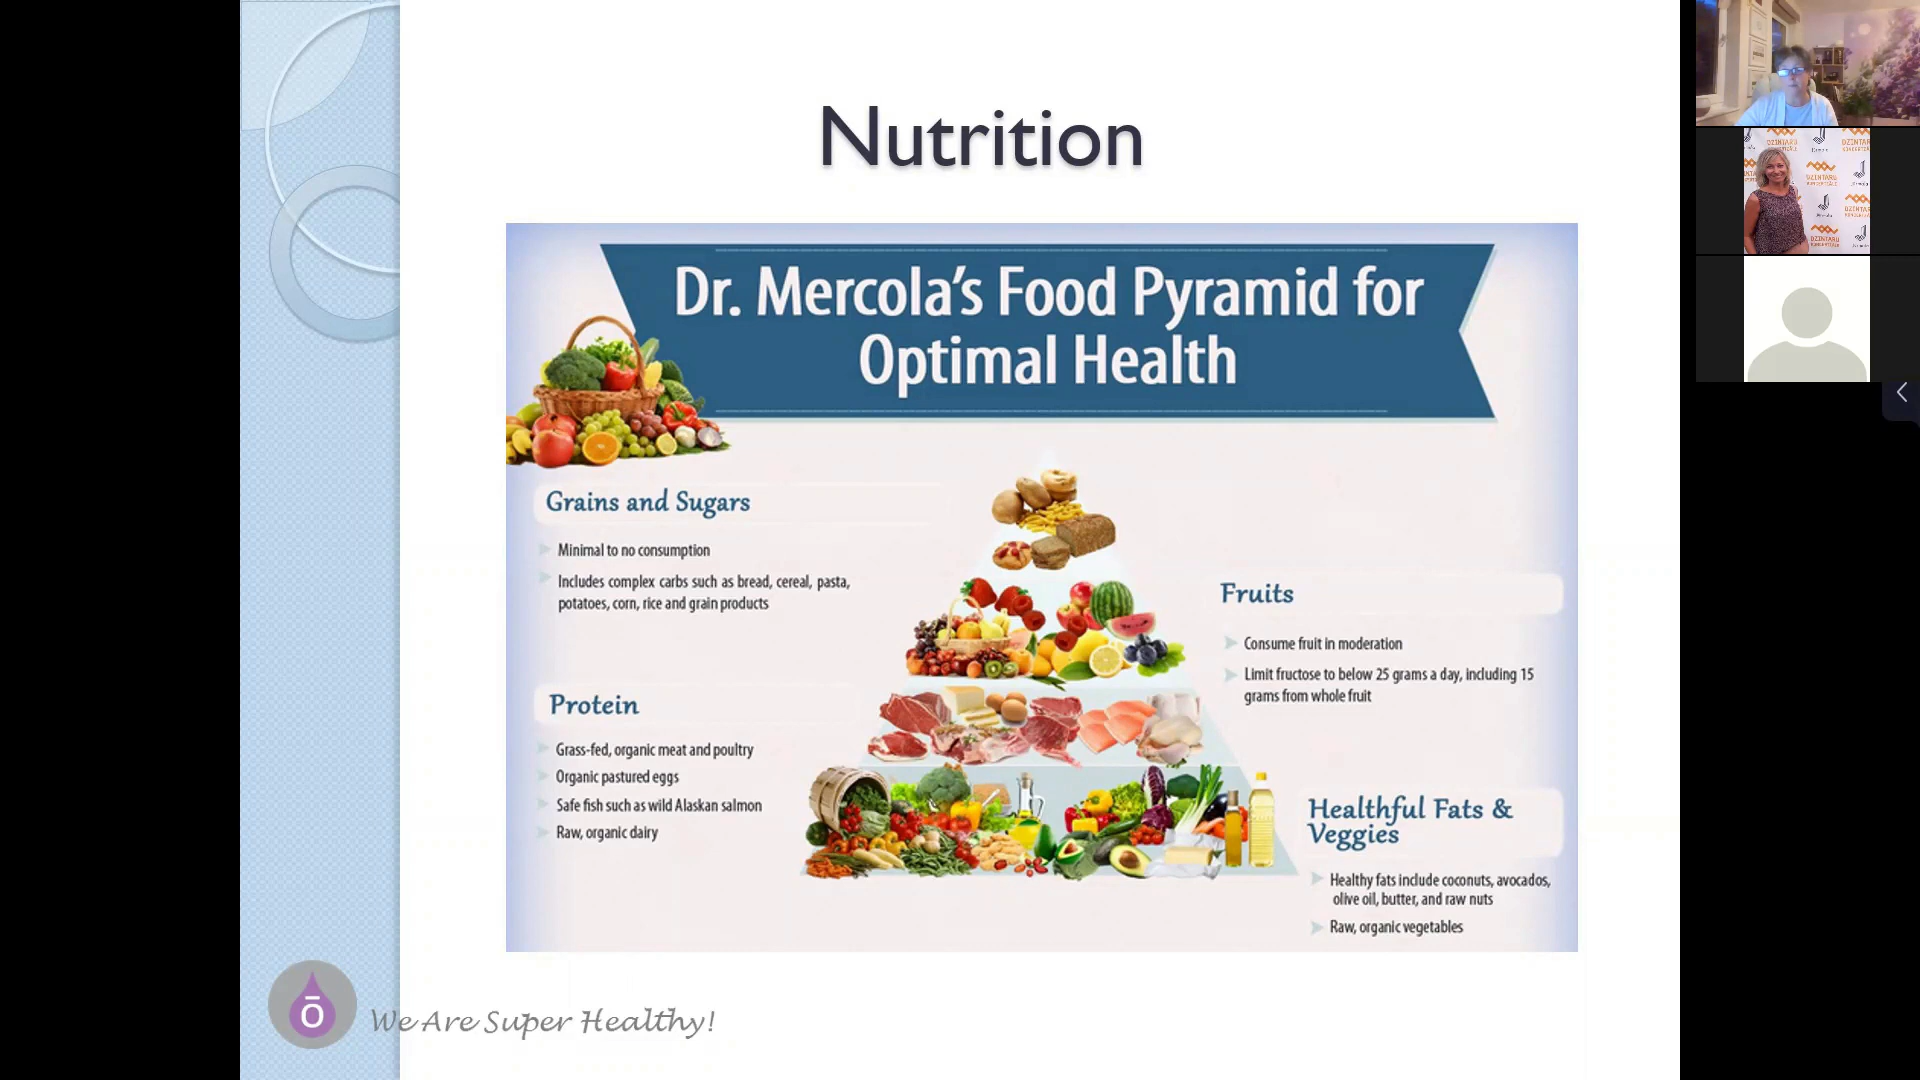 Nutrition
Dr. Mercola's Food Pyramid for
Optimal Health
Grains and Sugars
Minimal to no consumption
Includes complex carbs such as bread, cereal, pasta,
potatoes, corn, rice and grain products
Fruits
Consume fruit in moderation
Limit fructose to below 25 grams a day, including 15
grams from whole fruit
Protein
Grass-fed, organic meat and poultry
Organic pastured eggs
Safe fish such as wild Alaskan salmon
Raw, organic dairy
Healthful Fats &
Veggies
Healthy fats include coconuts, avocados,
olive oil, butter, and raw nuts
Raw, organic vegetables
ō
We Are Super Healthy!
DZINTARU
DZINTARU
DZINTARU